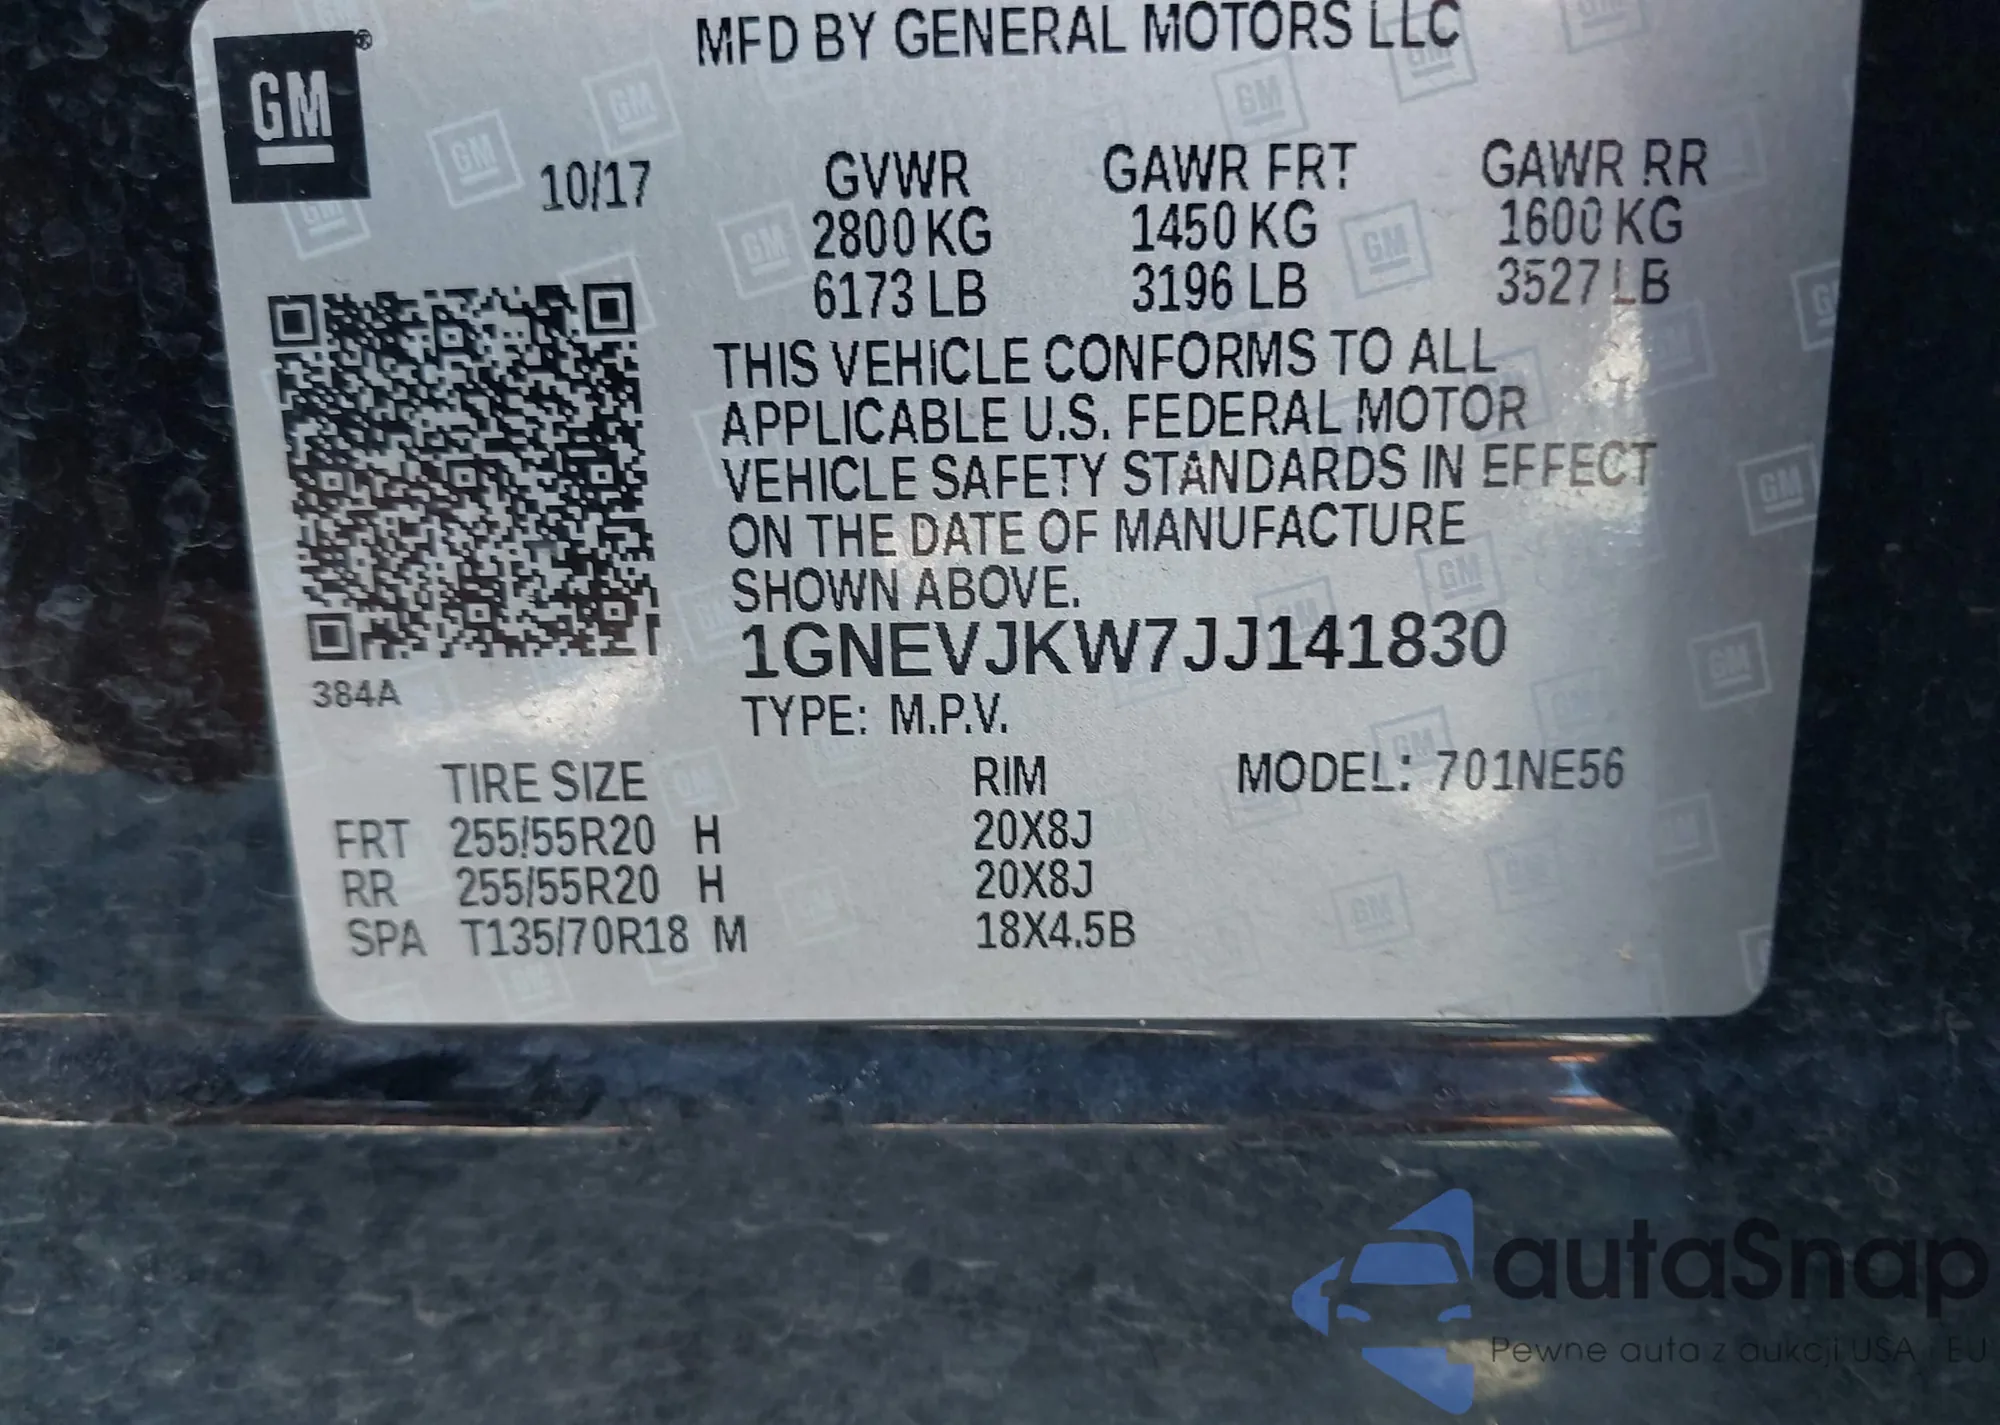 MFD BY GENERAL MOTORS LLC
GM®
10/17
GVWR GAWR FRT GAWR RR
2800 KG 1450 KG 1600 KG
6173 LB 3196 LB 3527 LB
THIS VEHICLE CONFORMS TO ALL
APPLICABLE U.S. FEDERAL MOTOR
VEHICLE SAFETY STANDARDS IN EFFECT
ON THE DATE OF MANUFACTURE
SHOWN ABOVE.
1GNEVJKW7JJ141830
384A
TYPE: M.P.V.
TIRE SIZE RIM MODEL: 701NE56
FRT 255/55R20 H 20X8J
RR 255/55R20 H 20X8J
SPA T135/70R18 M 18X4.5B
autaSnap
Pewne auta z aukcji USA i EU